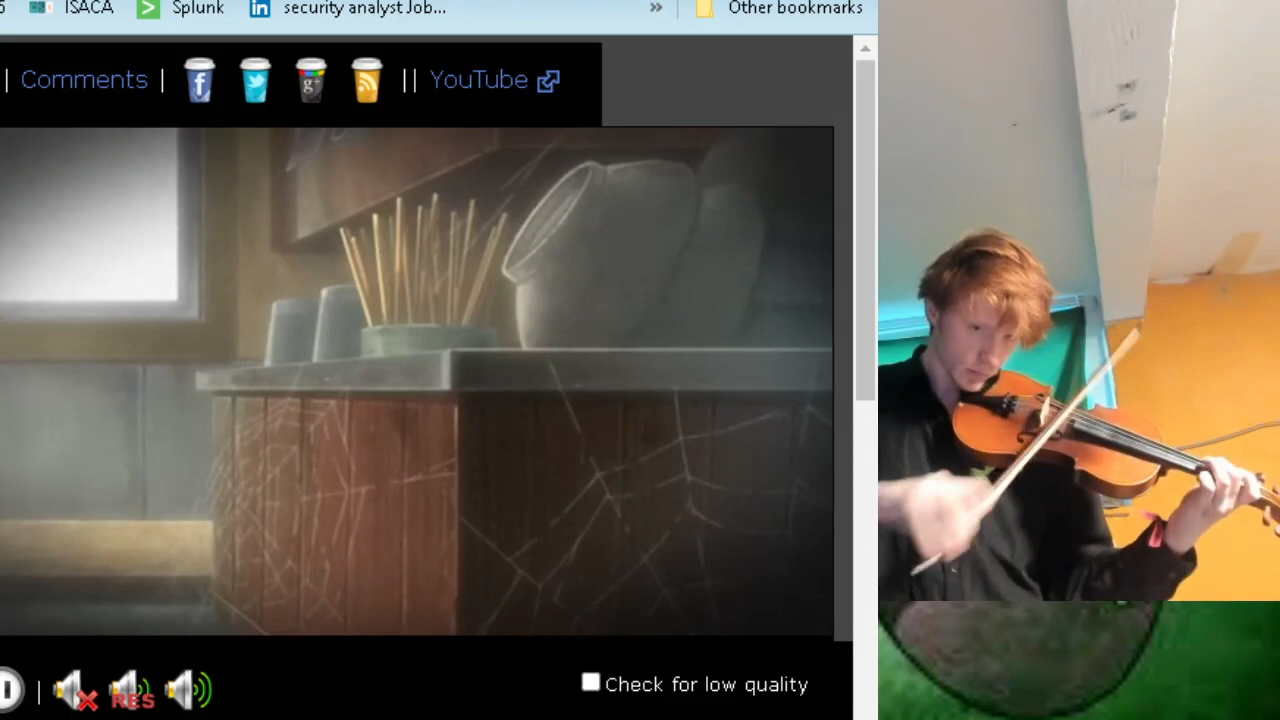 ISACA Splunk security analyst Job... » Other bookmarks
| Comments | || YouTube
| RES Check for low quality